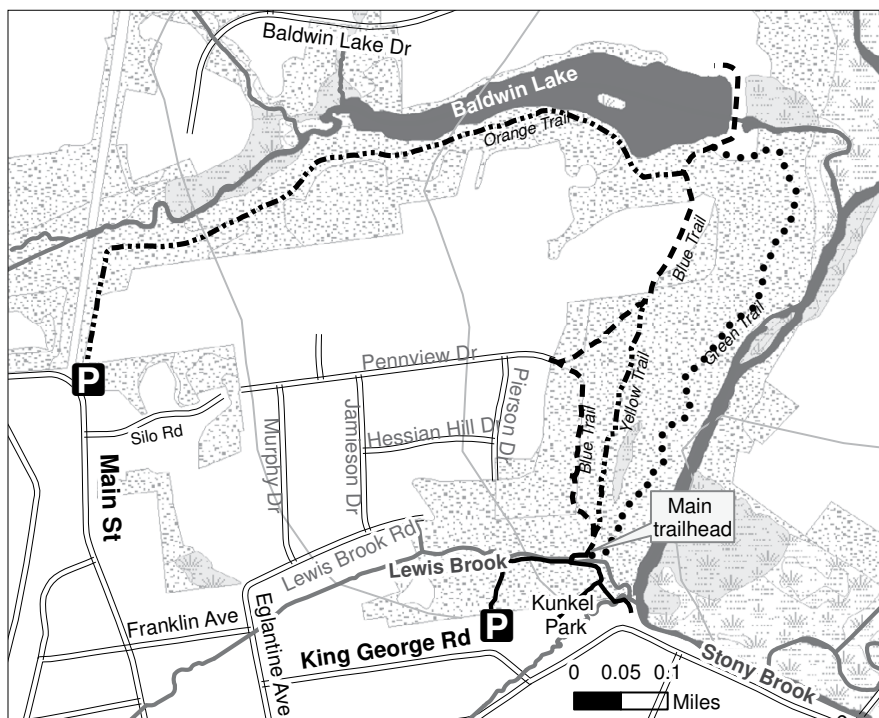 Baldwin Lake Dr
Baldwin Lake
Orange Trail
Blue Trail
Green Trail
Yellow Trail
Blue Trail
P
Pennview Dr
Silo Rd
Murphy Dr
Jamieson Dr
Hessian Hill Dr
Pierson Dr
Main St
Main
trailhead
Lewis Brook Rd
Lewis Brook
Franklin Ave
Eglantine Ave
P
King George Rd
Kunkel
Park
Stony Brook
0 0.05 0.1
Miles